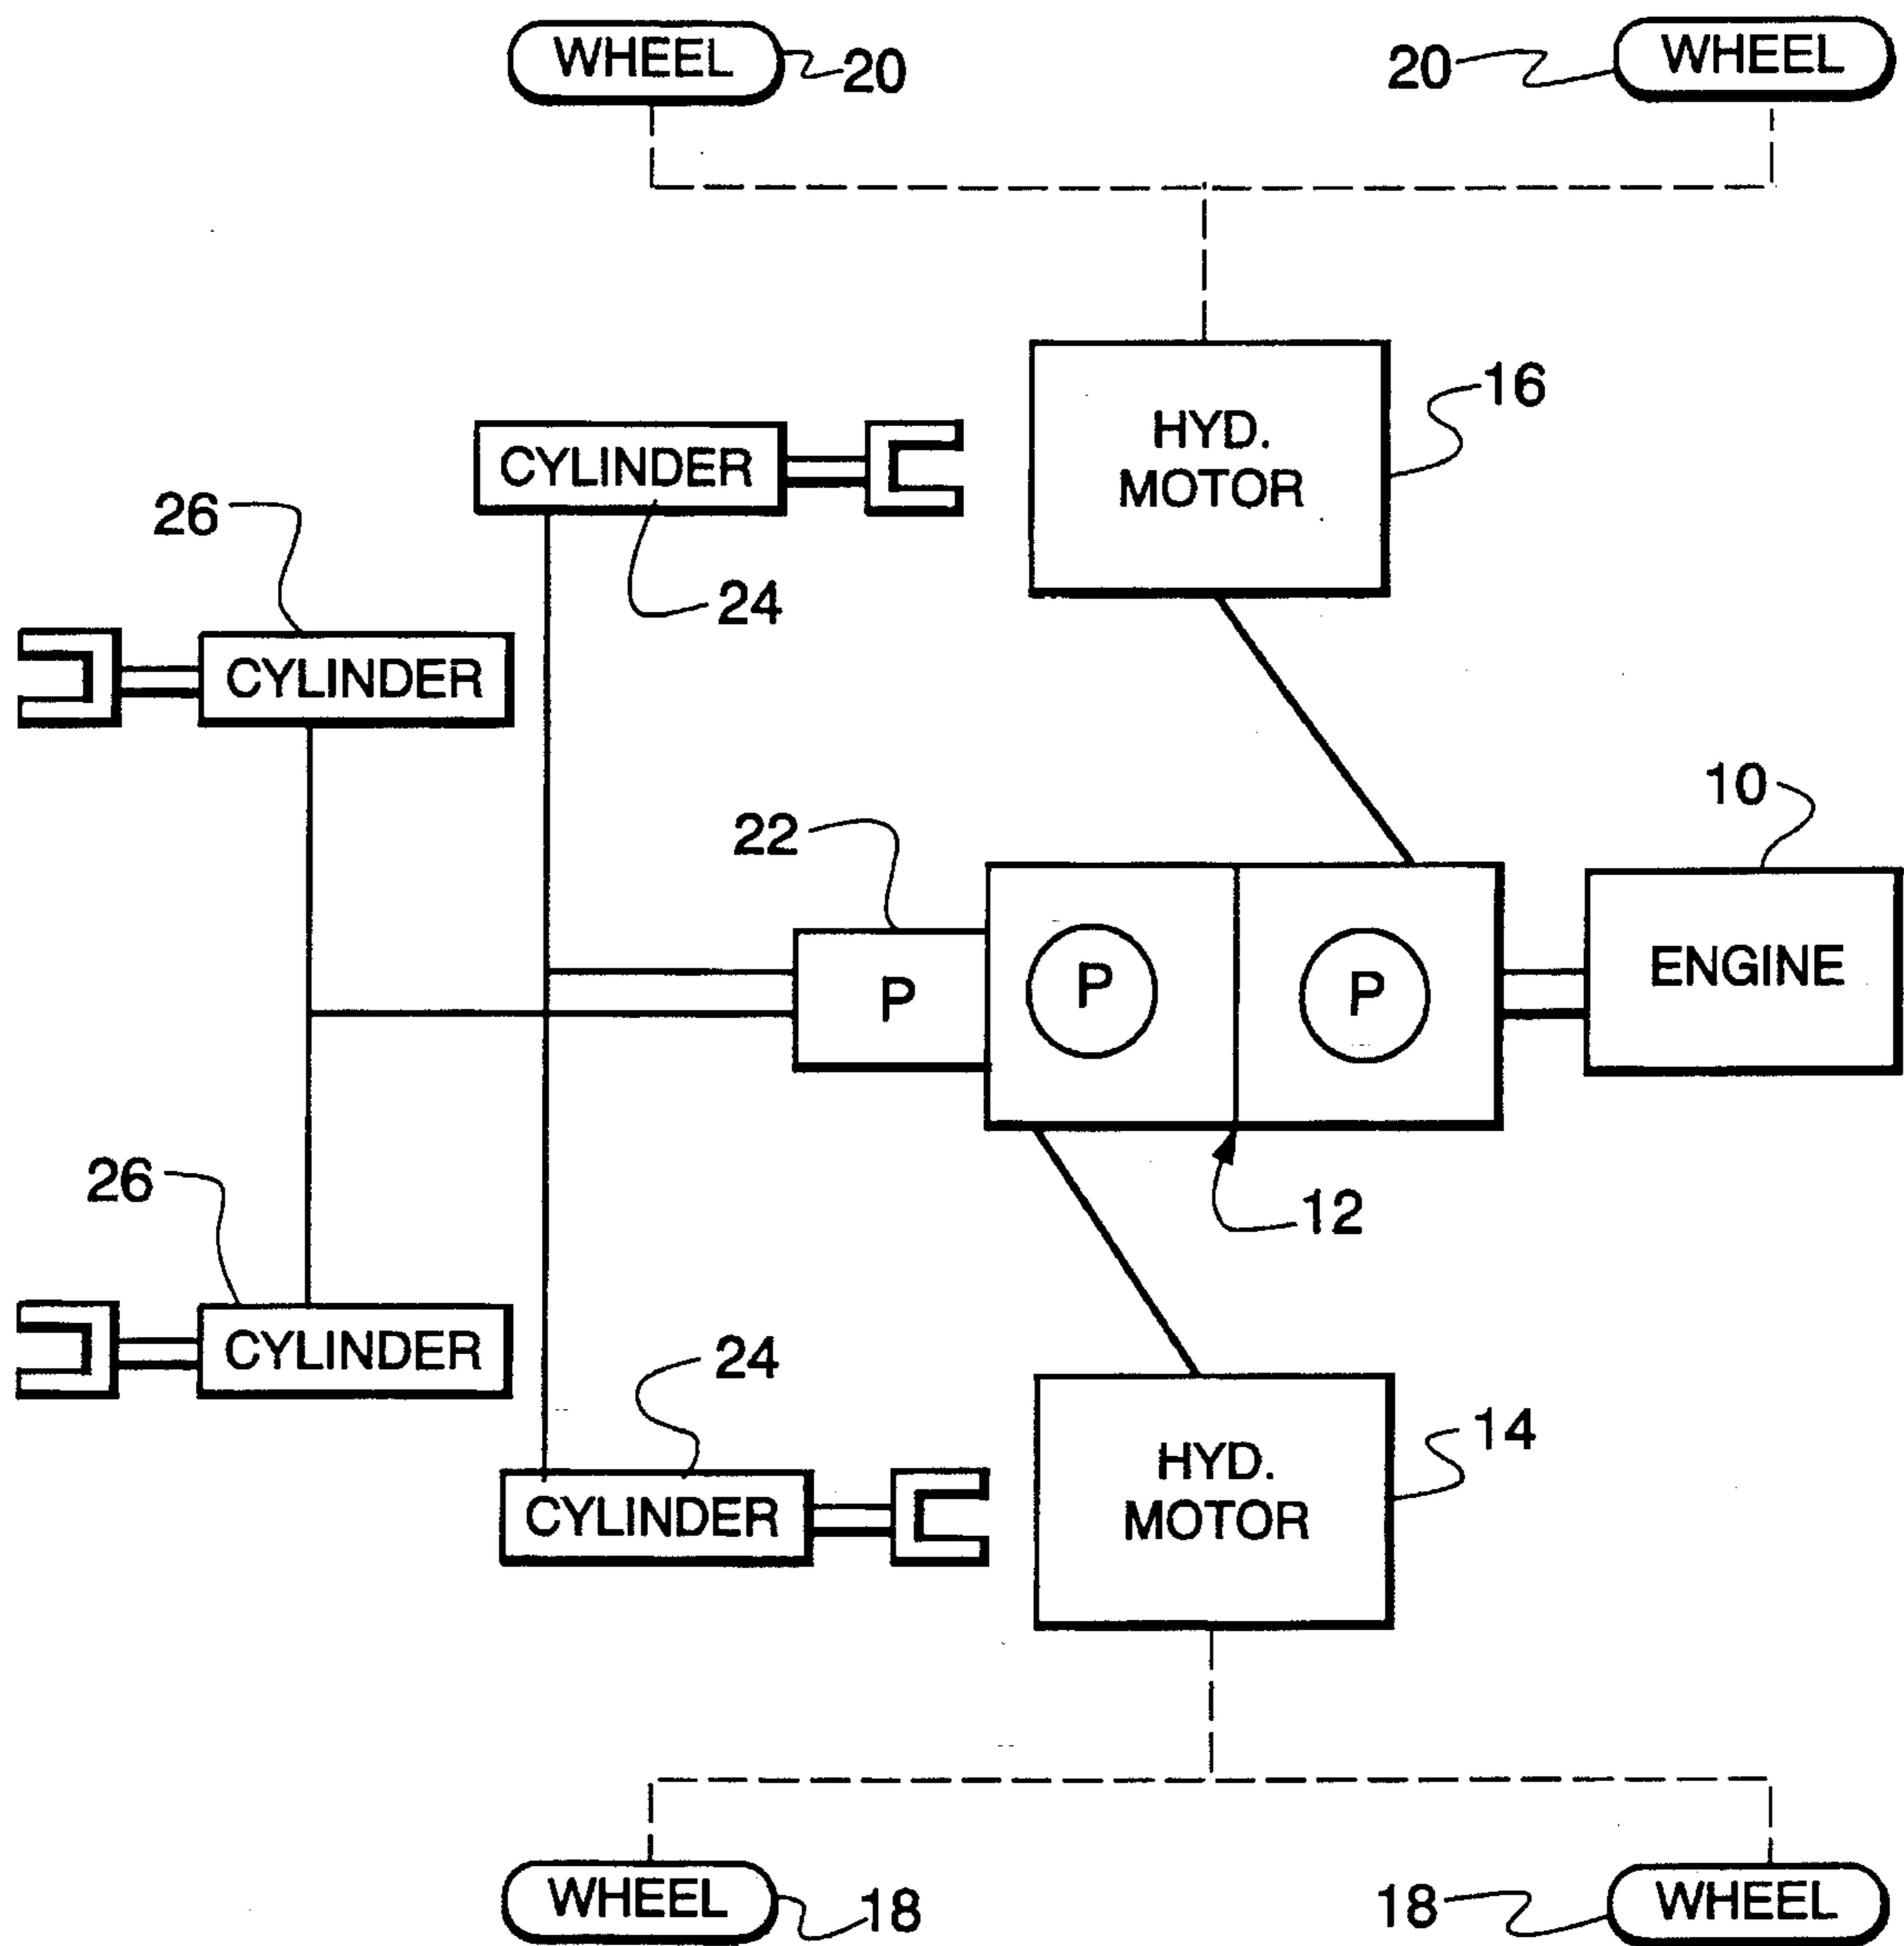 WHEEL 20 20 WHEEL
16
HYD.
MOTOR
CYLINDER
26
24
CYLINDER
10
22
P P P ENGINE
26
12
CYLINDER
24
14
HYD.
MOTOR
CYLINDER
WHEEL 18 18 WHEEL